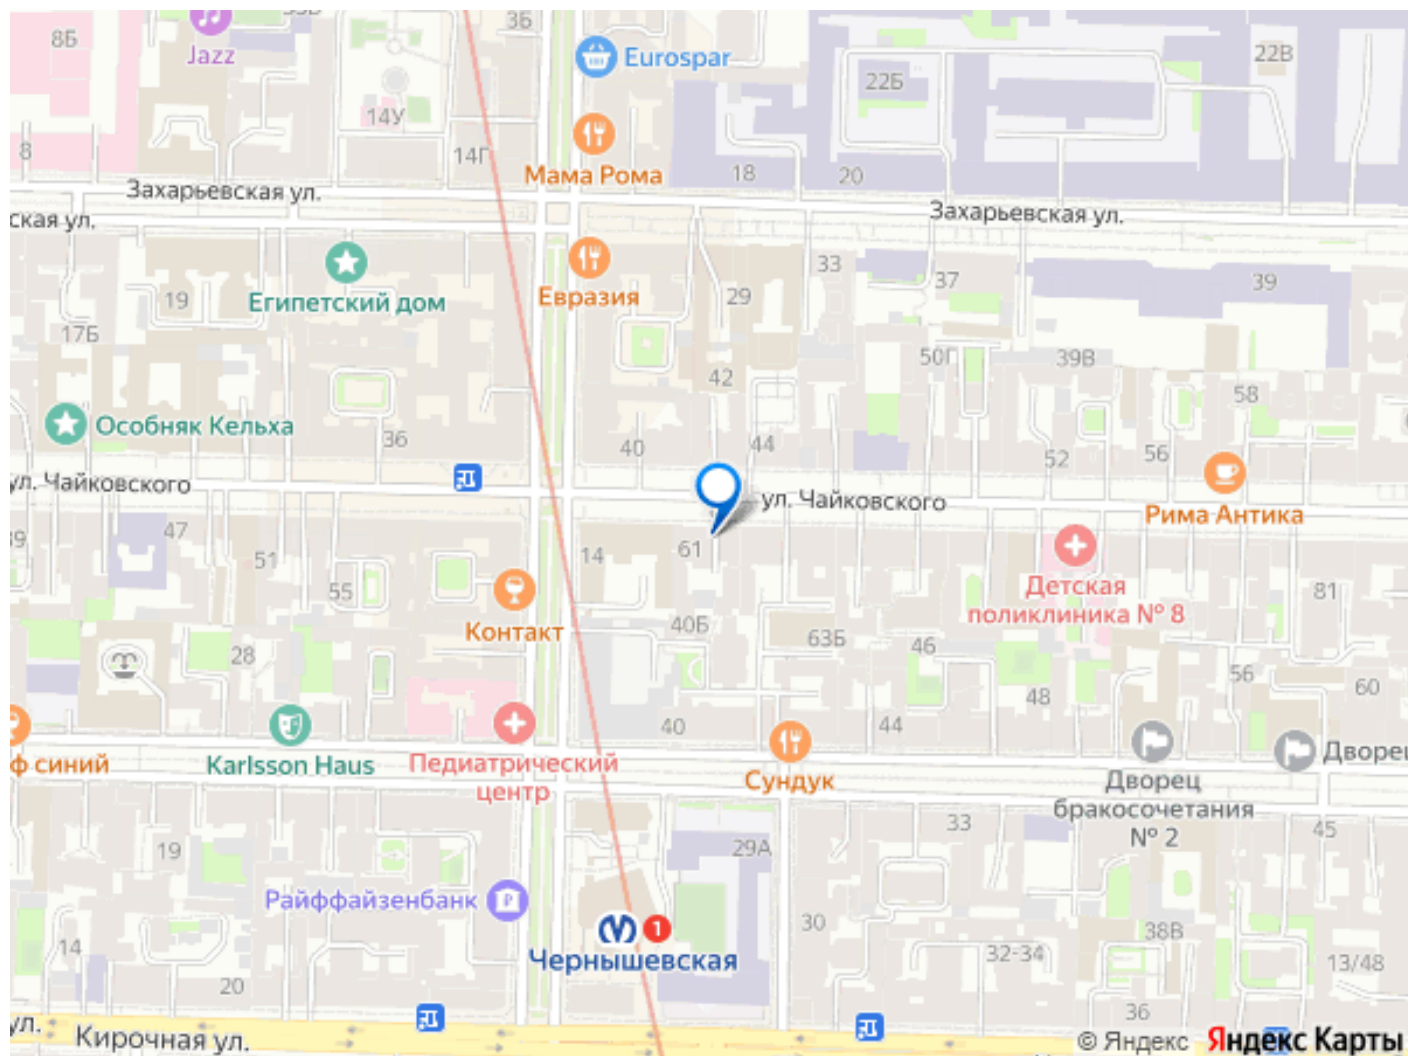 8Б
Jazz
3Б
Eurospar
22Б
22В
14У
14Г
8
Мама Рома
18
20
Захарьевская ул.
ская ул.
Захарьевская ул.
Египетский дом
19
17Б
Евразия
29
33
37
39
50Г
39В
42
58
Особняк Кельха
36
40
44
52
56
ул. Чайковского
ул. Чайковского
Рима Антика
47
51
55
14
61
Детская
поликлиника № 8
81
Контакт
40Б
63Б
46
28
48
56
60
40
44
ф синий
Karlsson Haus
Педиатрический
центр
Сундук
Дворец
бракосочетания
№ 2
Дворец
19
29А
33
45
Райффайзенбанк
30
38В
14
1
Чернышевская
32-34
13/48
20
36
ул.
Кирочная ул.
© Яндекс
Яндекс Карты